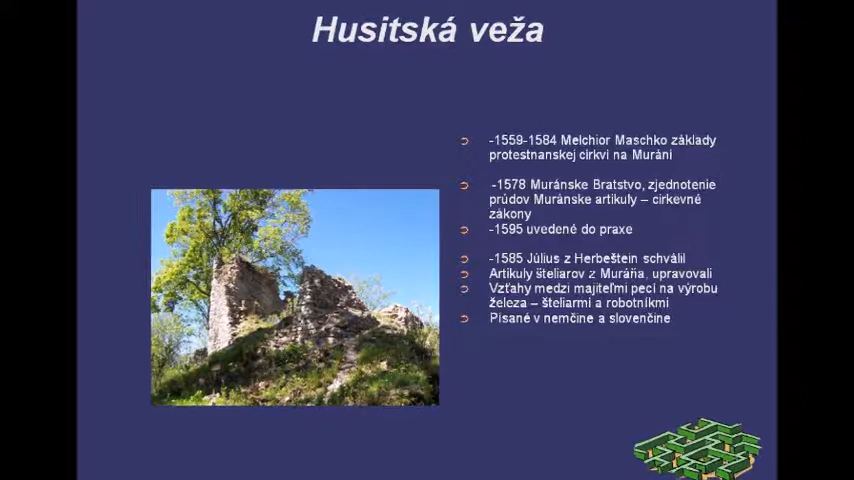 Husitská veža
-1559-1584 Melchior Maschko základy
protestnanskej cirkvi na Muráni
-1578 Muránske Bratstvo, zjednotenie
prúdov Muránske artikuly – cirkevné
zákony
-1595 uvedené do praxe
-1585 Július z Herbeštein schválil
Artikuly šteliarov z Muráňa, upravovali
Vzťahy medzi majiteľmi pecí na výrobu
železa – šteliarmi a robotníkmi
Písané v nemčine a slovenčine